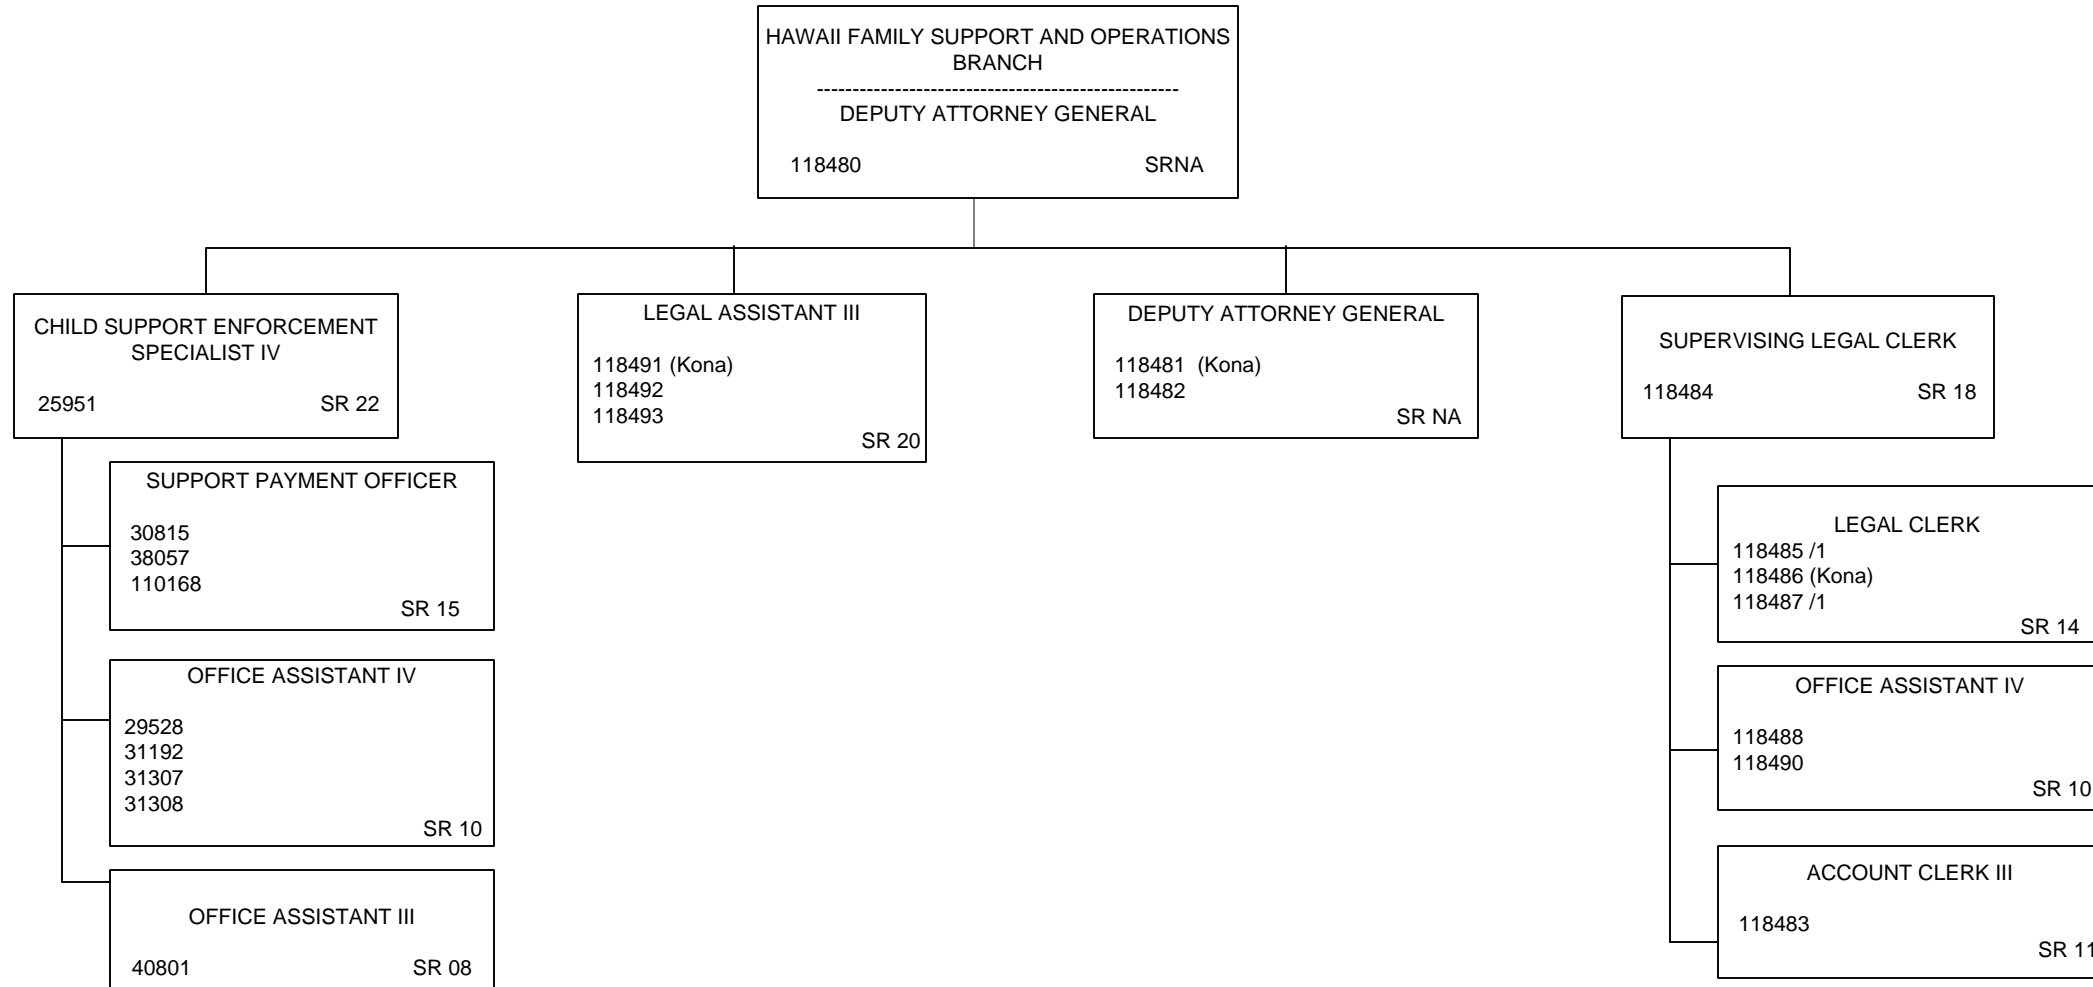 HAWAII FAMILY SUPPORT AND OPERATIONS
BRANCH
---------------------------------------------------
DEPUTY ATTORNEY GENERAL
118480 SRNA
CHILD SUPPORT ENFORCEMENT
SPECIALIST IV
25951 SR 22
SUPPORT PAYMENT OFFICER
30815
38057
110168
SR 15
OFFICE ASSISTANT IV
29528
31192
31307
31308
SR 10
OFFICE ASSISTANT III
40801 SR 08
LEGAL ASSISTANT III
118491 (Kona)
118492
118493
SR 20
DEPUTY ATTORNEY GENERAL
118481 (Kona)
118482
SR NA
SUPERVISING LEGAL CLERK
118484 SR 18
LEGAL CLERK
118485 /1
118486 (Kona)
118487 /1
SR 14
OFFICE ASSISTANT IV
118488
118490
SR 10
ACCOUNT CLERK III
118483
SR 11